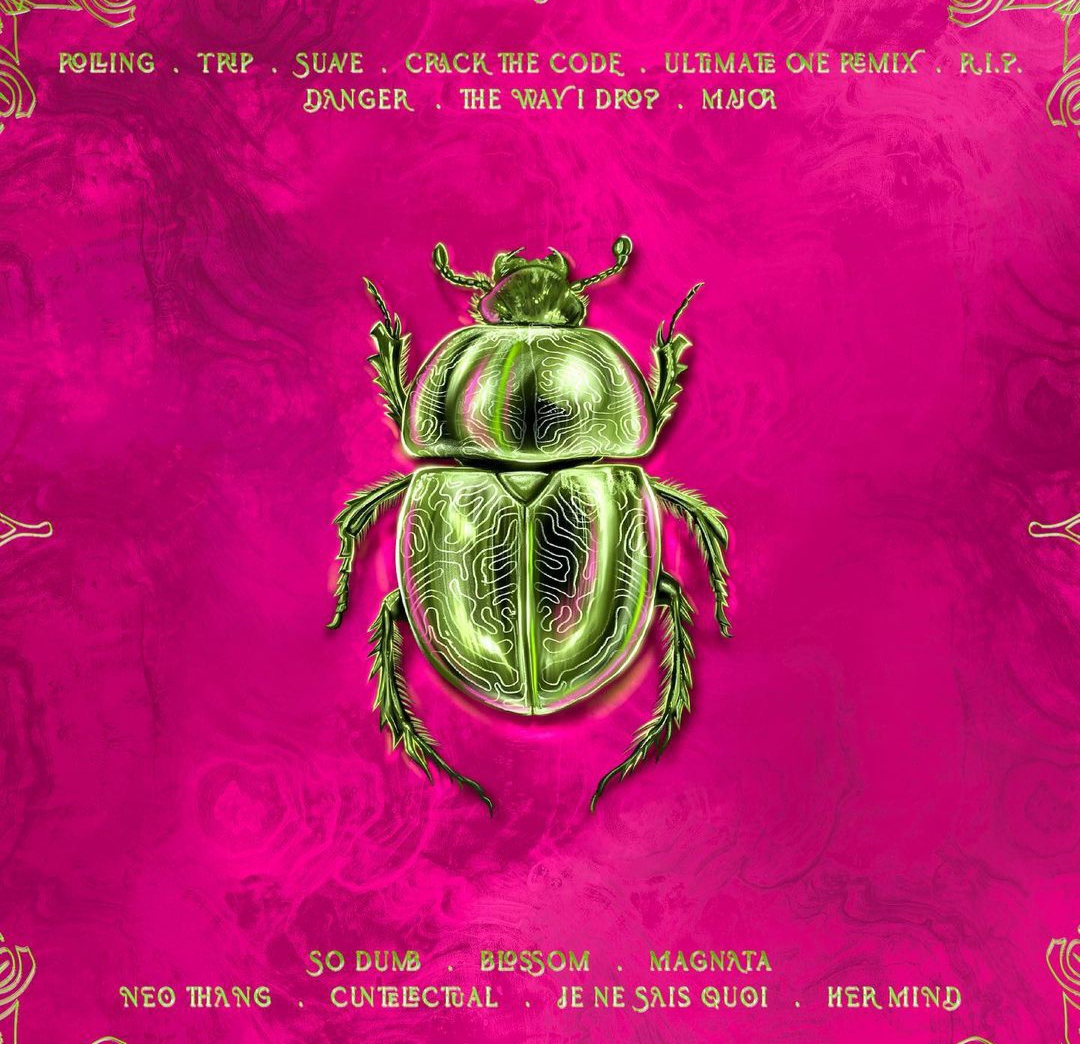 ROLLING . TRIP . SUAVE . CRACK THE CODE . ULTIMATE ONE REMIX . R.I.P.
DANGER . THE WAY I DROP . MAJOR
SO DUMB . BLOSSOM . MAGNATA
NEO THANG . CUNTELECTUAL . JE NE SAIS QUOI . HER MIND